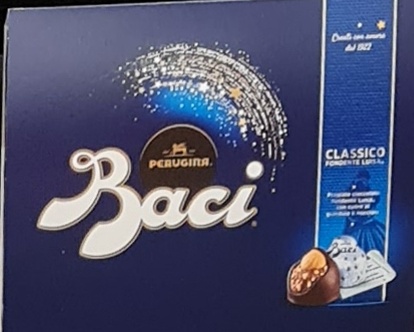 Creati con amore
dal 1922
PERUGINA.
Baci®
CLASSICO
FONDENTE LUISA®
Baci